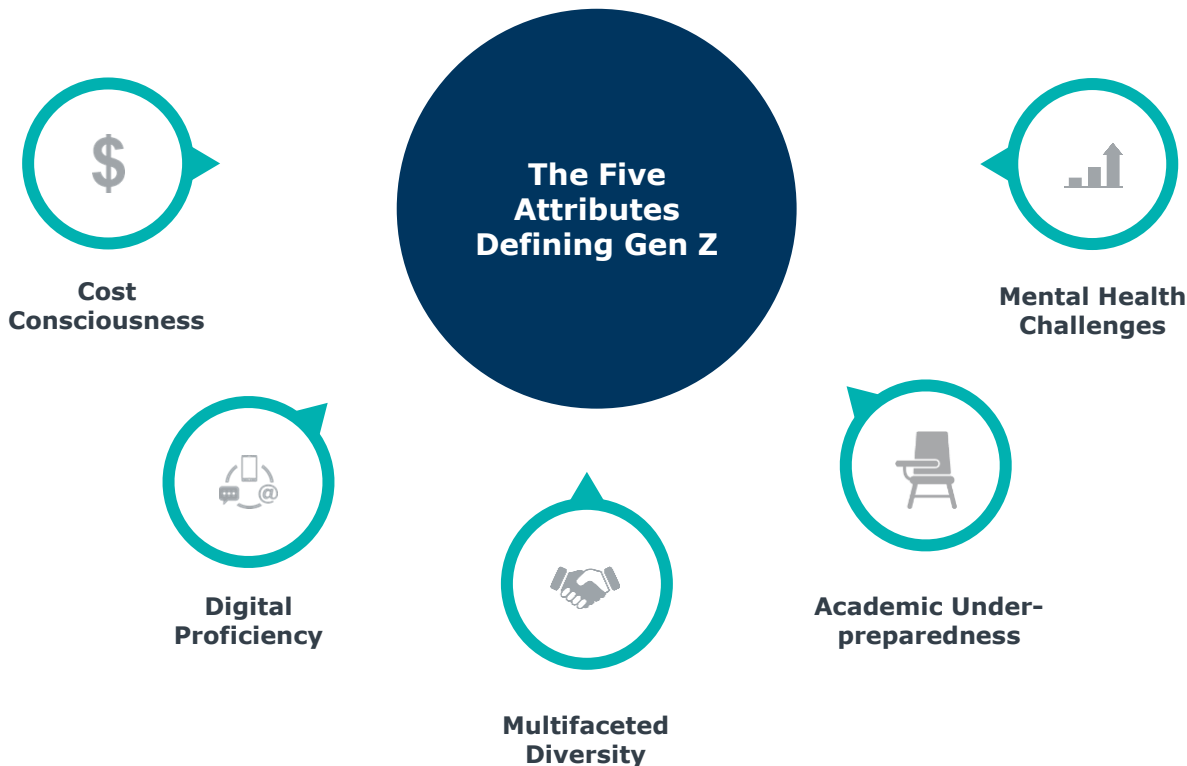 The Five
Attributes
Defining Gen Z
$
Cost
Consciousness
Mental Health
Challenges
@
Digital
Proficiency
Academic Under-
preparedness
Multifaceted
Diversity